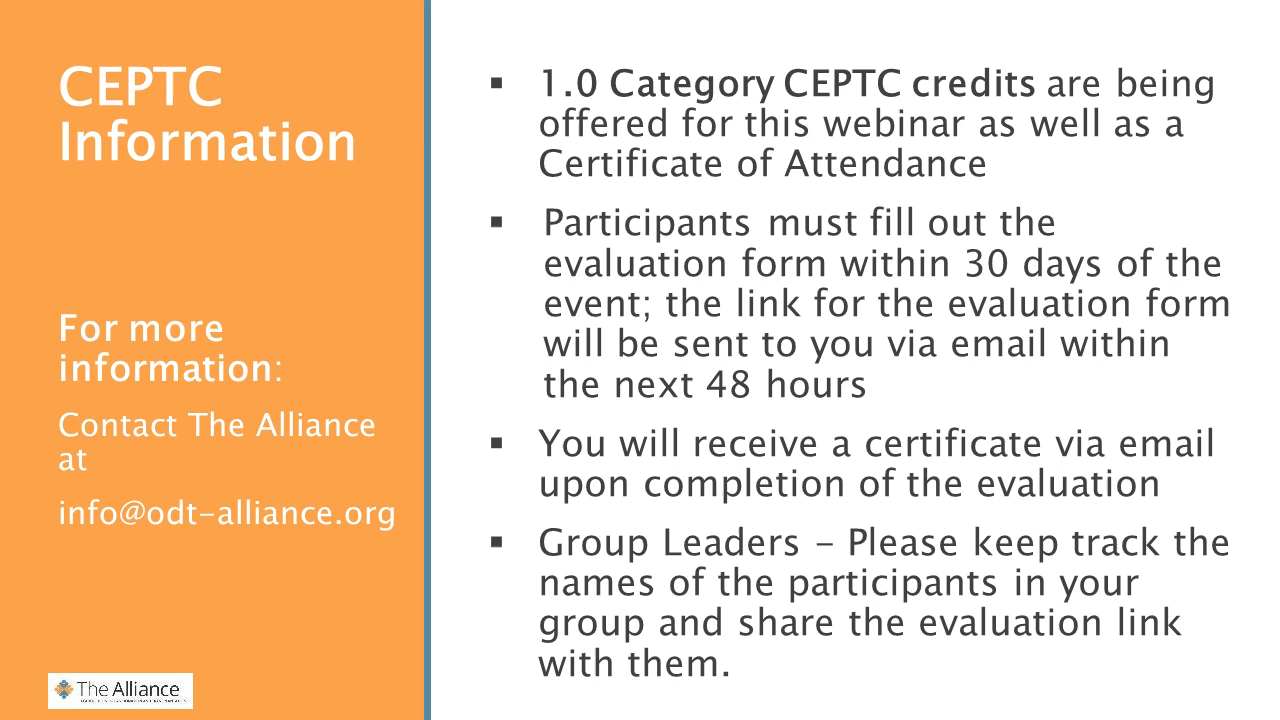 CEPTC
Information
For more
information:
Contact The Alliance
at
info@odt-alliance.org
The Alliance
▪ 1.0 Category CEPTC credits are being
offered for this webinar as well as a
Certificate of Attendance
▪ Participants must fill out the
evaluation form within 30 days of the
event; the link for the evaluation form
will be sent to you via email within
the next 48 hours
▪ You will receive a certificate via email
upon completion of the evaluation
▪ Group Leaders - Please keep track the
names of the participants in your
group and share the evaluation link
with them.